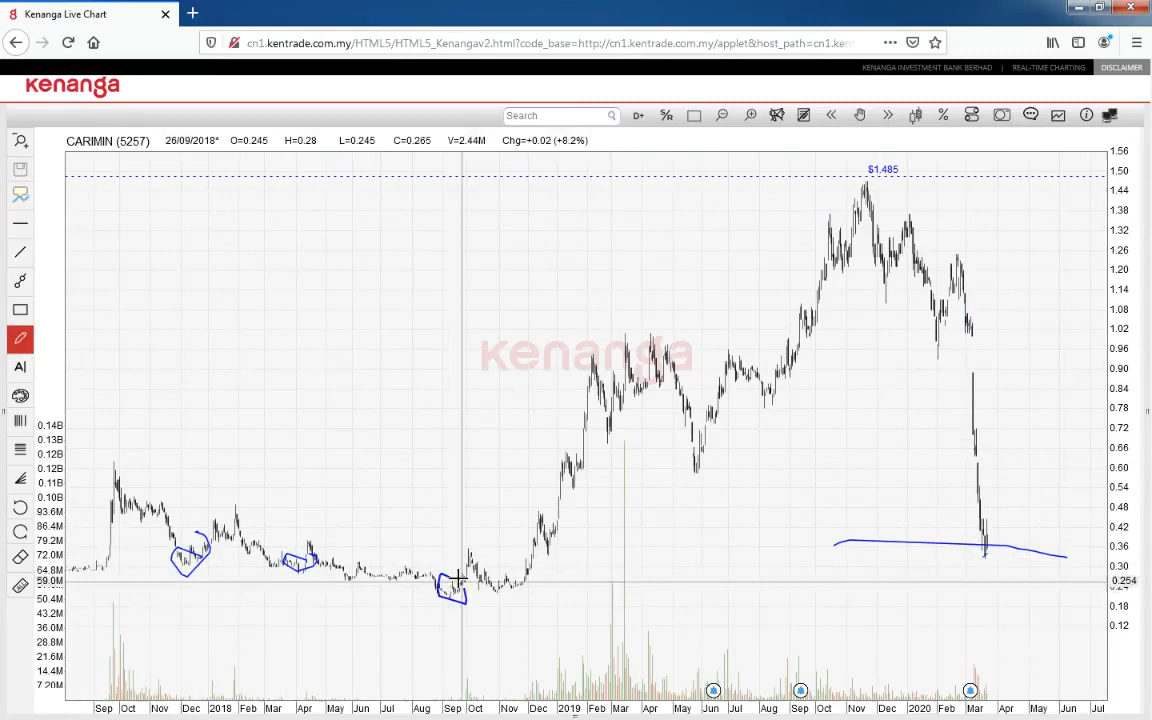 Kenanga Live Chart
cn1.kentrade.com.my/HTML5/HTML5_Kenangav2.html?code_base=http://cn1.kentrade.com.my/applet&host_path=cn1.kent
KENANGA INVESTMENT BANK BERHAD | REAL-TIME CHARTING | DISCLAIMER
kenanga
Search
D+
S/R
CARIMIN (5257) 26/09/2018* O=0.245 H=0.28 L=0.245 C=0.265 V=2.44M Chg=+0.02 (+8.2%)
$1.485
kenanga
A
1.56
1.50
1.44
1.38
1.32
1.26
1.20
1.14
1.08
1.02
0.96
0.90
0.84
0.78
0.72
0.66
0.60
0.54
0.48
0.42
0.36
0.30
0.254
0.18
0.12
0.14B
0.13B
0.12B
0.12B
0.11B
0.10B
93.6M
86.4M
79.2M
72.0M
64.8M
59.0M
50.4M
43.2M
36.0M
28.8M
21.6M
14.4M
7.20M
Sep Oct Nov Dec 2018 Feb Mar Apr May Jun Jul Aug Sep Oct Nov Dec 2019 Feb Mar Apr May Jun Jul Aug Sep Oct Nov Dec 2020 Feb Mar Apr May Jun Jul